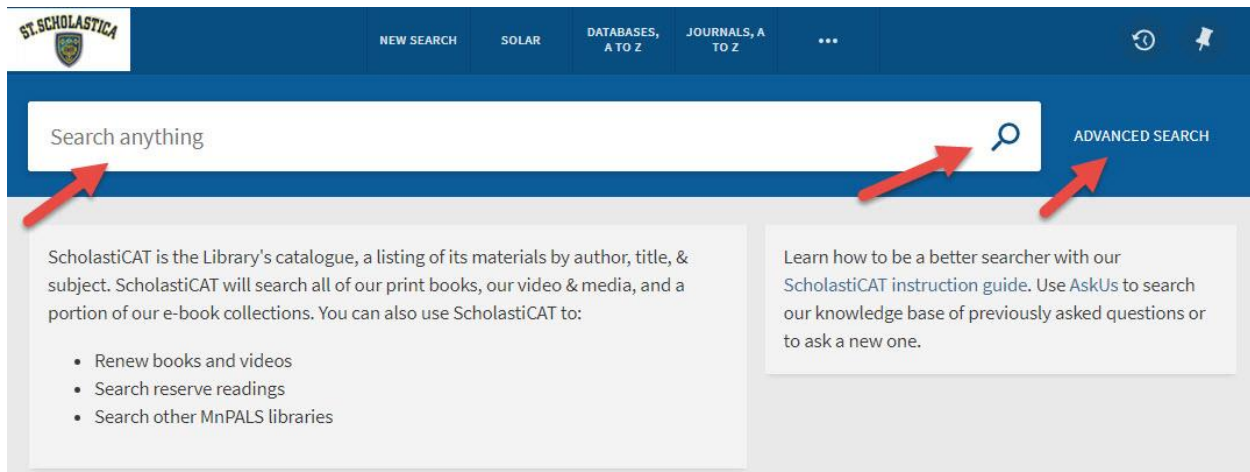 ST.SCHOLASTICA
NEW SEARCH
SOLAR
DATABASES,
A TO Z
JOURNALS, A
TO Z
•••
Search anything
ADVANCED SEARCH
ScholastiCAT is the Library's catalogue, a listing of its materials by author, title, &
subject. ScholastiCAT will search all of our print books, our video & media, and a
portion of our e-book collections. You can also use ScholastiCAT to:
• Renew books and videos
• Search reserve readings
• Search other MnPALS libraries
Learn how to be a better searcher with our
ScholastiCAT instruction guide. Use AskUs to search
our knowledge base of previously asked questions or
to ask a new one.